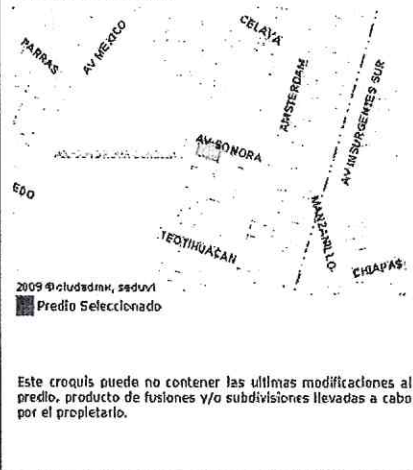 CELAYA
PARRAS
AV MEXICO
AMSTERDAM
AV INSURGENTES SUR
AV SONORA
EDO
MANZANILLO
TEOTIHUACAN
CHIAPAS
2009 ©ciudadmx, seduvi
Predio Seleccionado
Este croquis puede no contener las ultimas modificaciones al
predio, producto de fusiones y/o subdivisiones llevadas a cabo
por el propietario.